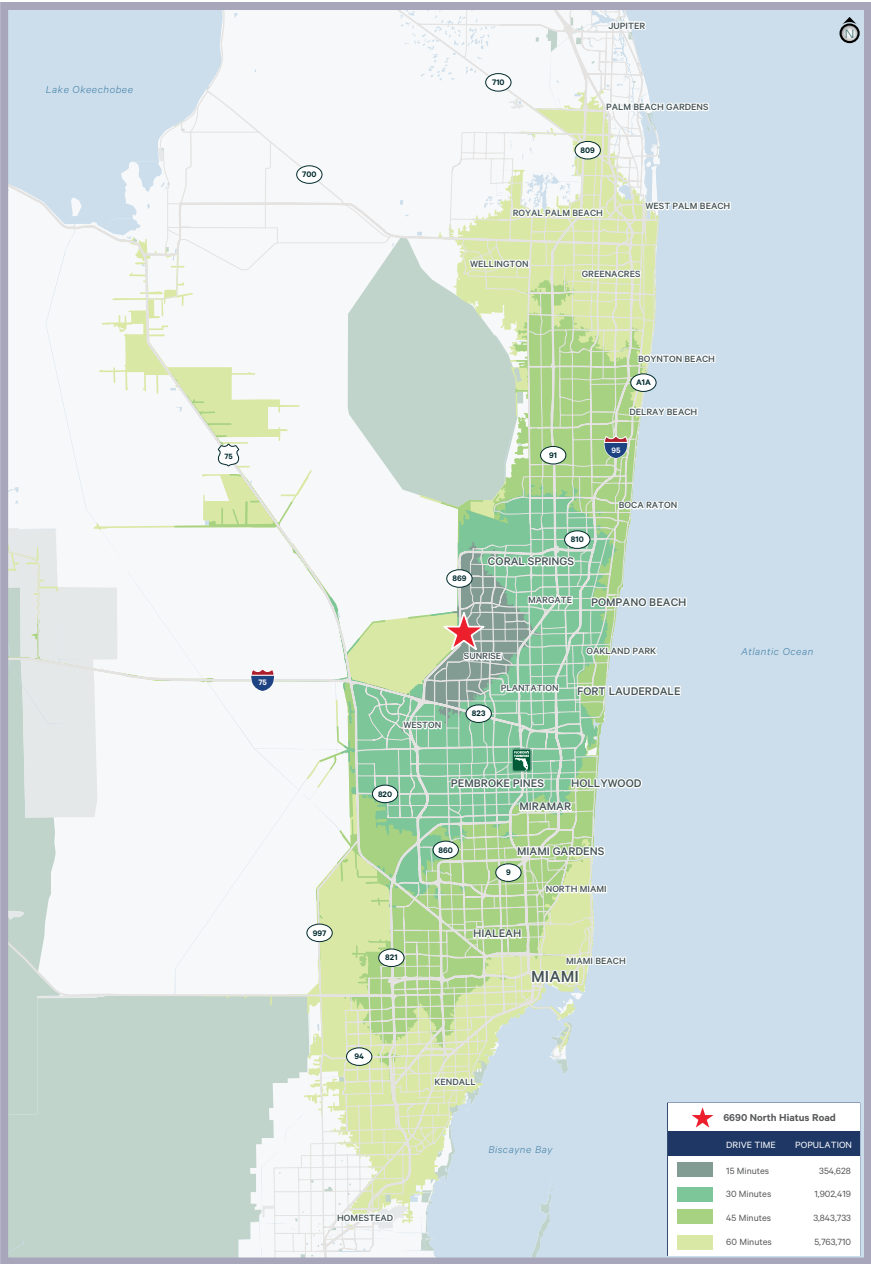 JUPITER
N
710
Lake Okeechobee
PALM BEACH GARDENS
809
700
WEST PALM BEACH
ROYAL PALM BEACH
WELLINGTON
GREENACRES
BOYNTON BEACH
A1A
DELRAY BEACH
95
91
75
BOCA RATON
810
CORAL SPRINGS
869
MARGATE
POMPANO BEACH
OAKLAND PARK
Atlantic Ocean
SUNRISE
75
PLANTATION
FORT LAUDERDALE
823
WESTON
PEMBROKE PINES
HOLLYWOOD
820
MIRAMAR
860
MIAMI GARDENS
9
NORTH MIAMI
997
HIALEAH
821
MIAMI BEACH
MIAMI
94
KENDALL
6690 North Hiatus Road
DRIVE TIME POPULATION
Biscayne Bay
15 Minutes 354,628
30 Minutes 1,902,419
45 Minutes 3,843,733
60 Minutes 5,763,710
HOMESTEAD